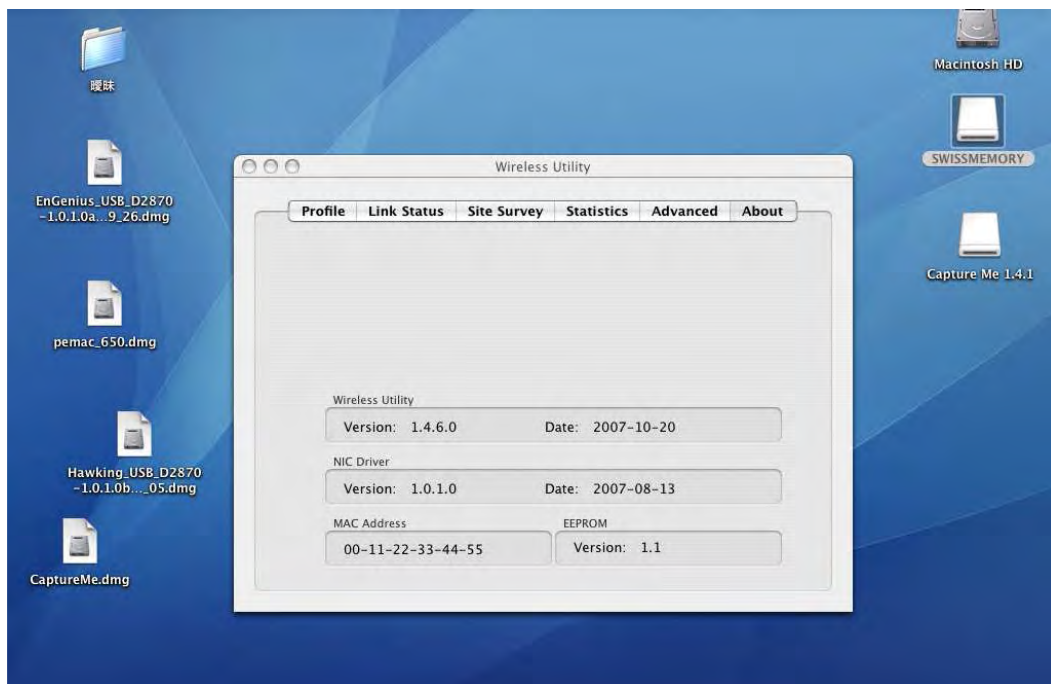 曖昧
EnGenius_USB_D2870
-1.0.1.0a...9_26.dmg
pemac_650.dmg
Hawking_USB_D2870
-1.0.1.0b..._05.dmg
CaptureMe.dmg
Wireless Utility
Profile Link Status Site Survey Statistics Advanced About
Wireless Utility
Version: 1.4.6.0 Date: 2007-10-20
NIC Driver
Version: 1.0.1.0 Date: 2007-08-13
MAC Address EEPROM
00-11-22-33-44-55 Version: 1.1
Macintosh HD
SWISSMEMORY
Capture Me 1.4.1